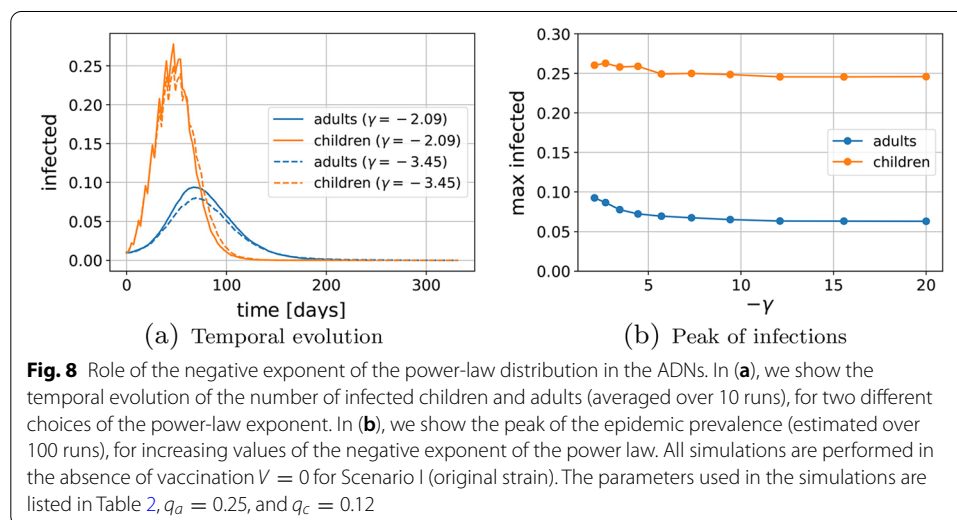 infected
0.25
0.20
0.15
0.10
0.05
0.00
adults (γ = −2.09)
children (γ = −2.09)
adults (γ = −3.45)
children (γ = −3.45)
0 100 200 300
time [days]
(a) Temporal evolution
max infected
0.30
0.25
0.20
0.15
0.10
0.05
0.00
adults
children
5 10 15 20
−γ
(b) Peak of infections
Fig. 8 Role of the negative exponent of the power-law distribution in the ADNs. In (a), we show the
temporal evolution of the number of infected children and adults (averaged over 10 runs), for two different
choices of the power-law exponent. In (b), we show the peak of the epidemic prevalence (estimated over
100 runs), for increasing values of the negative exponent of the power law. All simulations are performed in
the absence of vaccination V = 0 for Scenario I (original strain). The parameters used in the simulations are
listed in Table 2, qₐ = 0.25, and q_c = 0.12